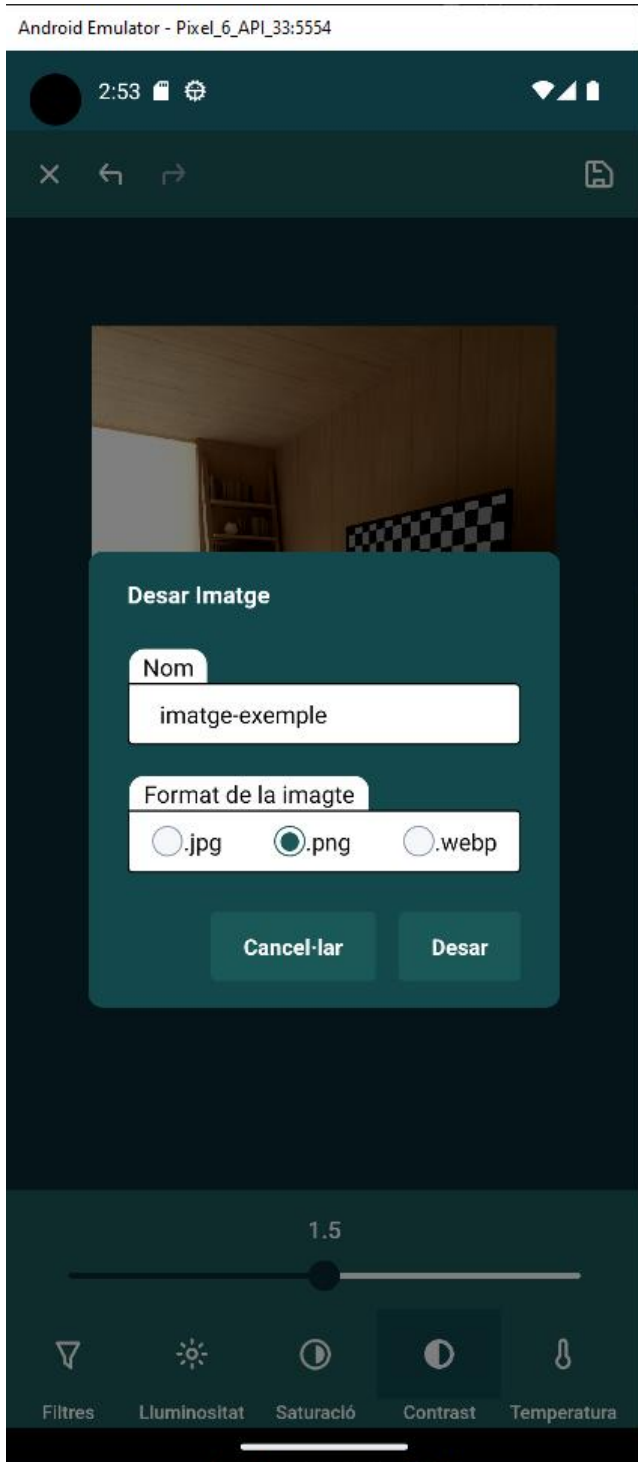 Android Emulator - Pixel_6_API_33:5554
2:53
Desar Imatge
Nom
imatge-exemple
Format de la imagte
.jpg .png .webp
Cancel·lar Desar
1.5
Filtres Lluminositat Saturació Contrast Temperatura